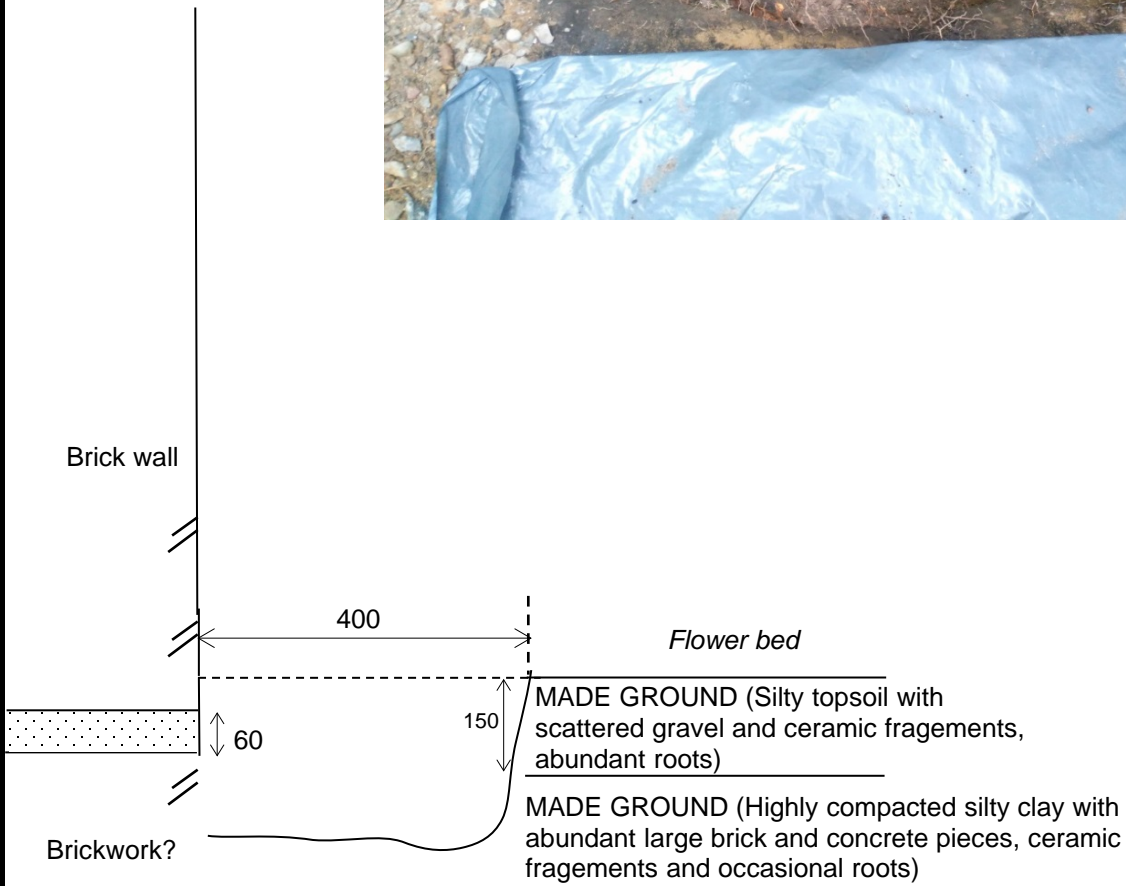 Brick wall
400
Flower bed
MADE GROUND (Silty topsoil with
scattered gravel and ceramic fragements,
abundant roots)
150
60
MADE GROUND (Highly compacted silty clay with
abundant large brick and concrete pieces, ceramic
fragements and occasional roots)
Brickwork?